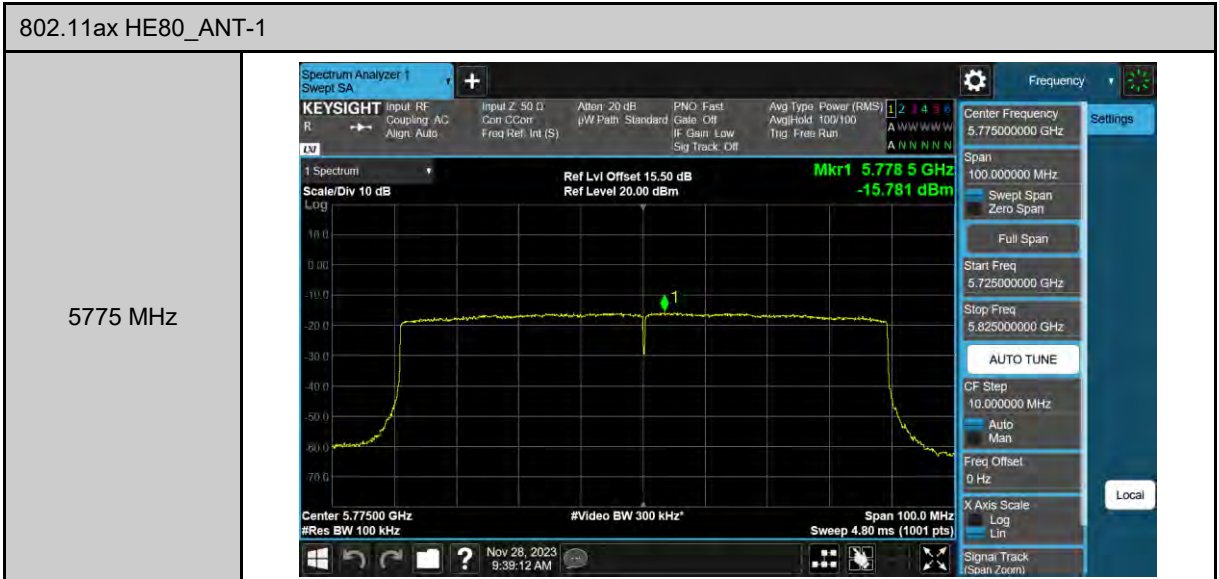 802.11ax HE80_ANT-1
5775 MHz
Spectrum Analyzer 1
Swept SA
Frequency
KEYSIGHT
R
LXI
Input: RF
Coupling: AC
Align: Auto
Input Z: 50 Ω
Corr CCorr
Freq Ref: Int (S)
Atten: 20 dB
µW Path: Standard
PNO: Fast
Gate: Off
IF Gain: Low
Sig Track: Off
Avg Type: Power (RMS)
Avg|Hold: 100/100
Trig: Free Run
1 2 3 4 5 6
A W W W W W
A N N N N N
1 Spectrum
Scale/Div 10 dB
Log
Ref Lvl Offset 15.50 dB
Ref Level 20.00 dBm
Mkr1 5.778 5 GHz
-15.781 dBm
10.0
0.00
-10.0
-20.0
-30.0
-40.0
-50.0
-60.0
-70.0
1
Center 5.77500 GHz
#Res BW 100 kHz
#Video BW 300 kHz*
Span 100.0 MHz
Sweep 4.80 ms (1001 pts)
?
Nov 28, 2023
9:39:12 AM
Center Frequency
5.775000000 GHz
Span
100.000000 MHz
Swept Span
Zero Span
Full Span
Start Freq
5.725000000 GHz
Stop Freq
5.825000000 GHz
AUTO TUNE
CF Step
10.000000 MHz
Auto
Man
Freq Offset
0 Hz
X Axis Scale
Log
Lin
Signal Track
(Span Zoom)
Settings
Local